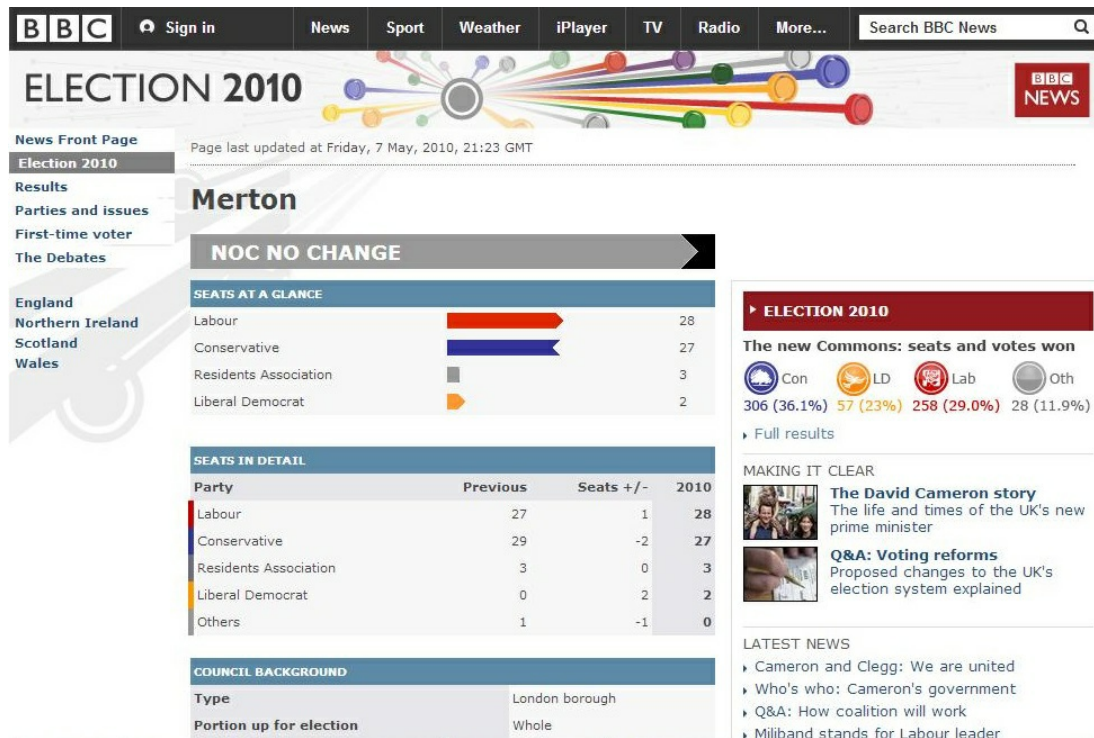 BBC Sign in News Sport Weather iPlayer TV Radio More... Search BBC News
ELECTION 2010
BBC
NEWS
News Front Page
Election 2010
Results
Parties and issues
First-time voter
The Debates
England
Northern Ireland
Scotland
Wales
Page last updated at Friday, 7 May, 2010, 21:23 GMT
Merton
NOC NO CHANGE
SEATS AT A GLANCE
Labour 28
Conservative 27
Residents Association 3
Liberal Democrat 2
SEATS IN DETAIL
Party Previous Seats +/- 2010
Labour 27 1 28
Conservative 29 -2 27
Residents Association 3 0 3
Liberal Democrat 0 2 2
Others 1 -1 0
COUNCIL BACKGROUND
Type London borough
Portion up for election Whole
ELECTION 2010
The new Commons: seats and votes won
Con LD Lab Oth
306 (36.1%) 57 (23%) 258 (29.0%) 28 (11.9%)
Full results
MAKING IT CLEAR
The David Cameron story
The life and times of the UK's new
prime minister
Q&A: Voting reforms
Proposed changes to the UK's
election system explained
LATEST NEWS
Cameron and Clegg: We are united
Who's who: Cameron's government
Q&A: How coalition will work
Miliband stands for Labour leader